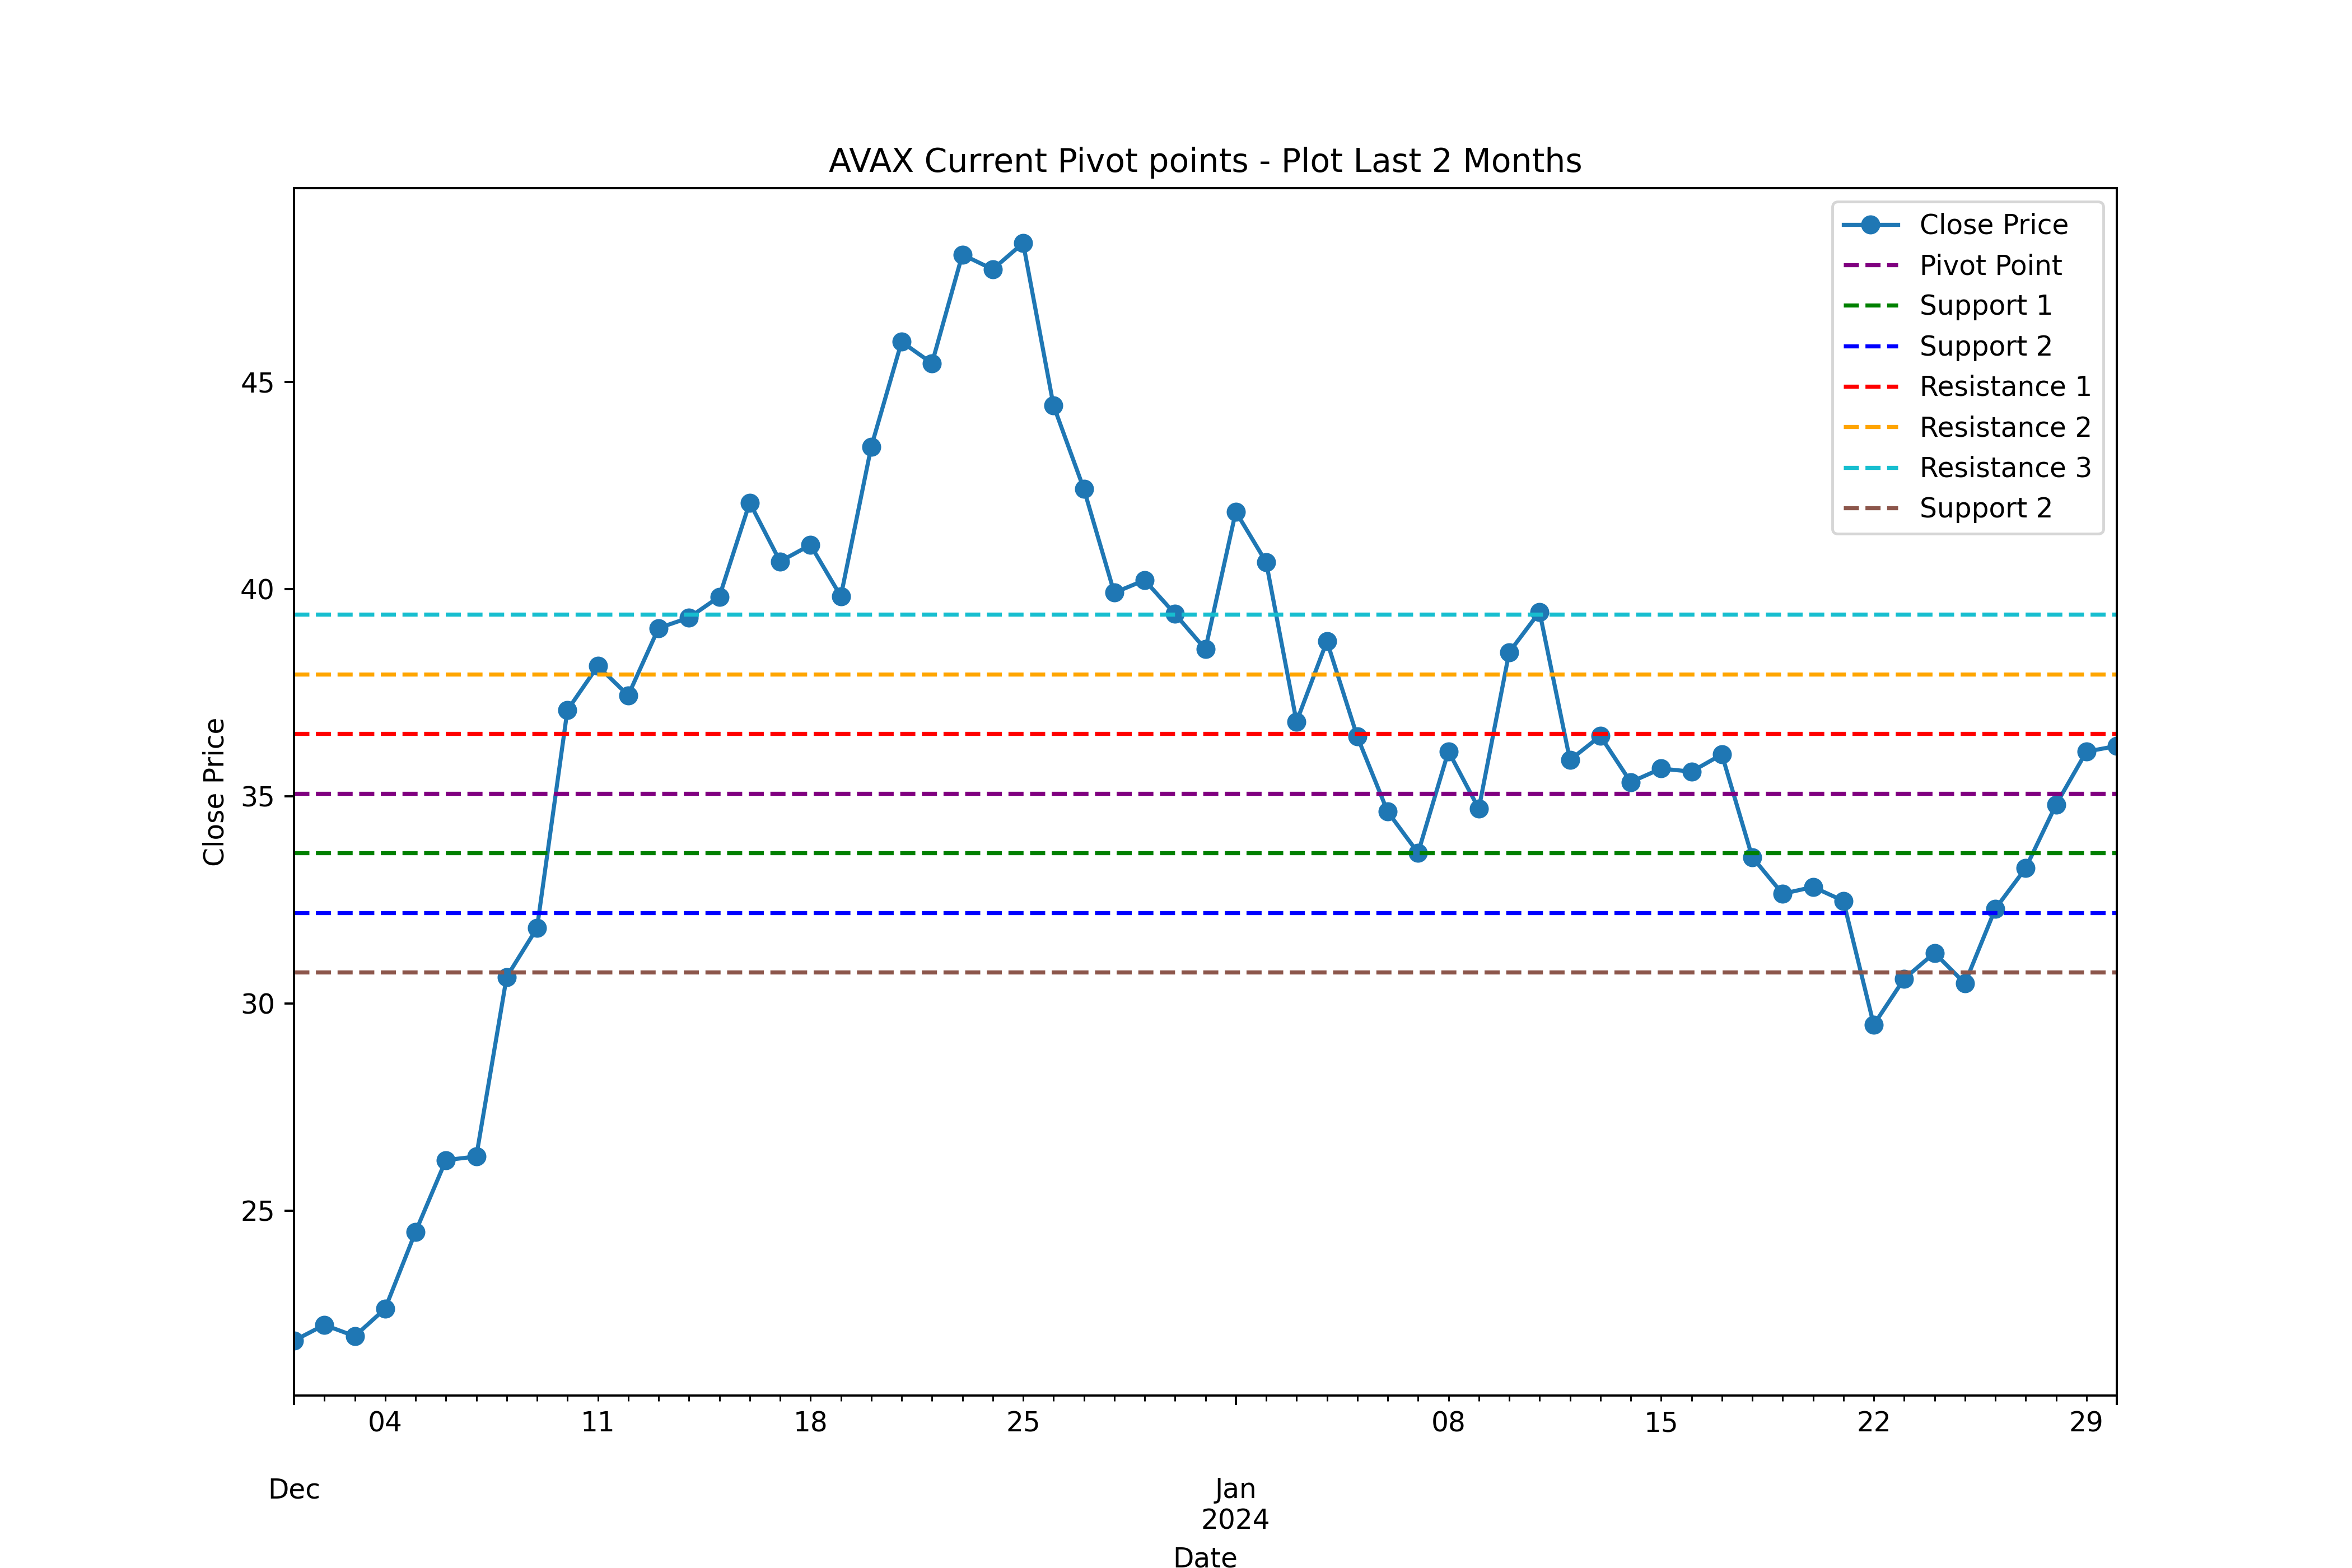 AVAX Current Pivot points - Plot Last 2 Months
Close Price
Pivot Point
Support 1
Support 2
Resistance 1
Resistance 2
Resistance 3
Support 2
Close Price
45
40
35
30
25
04 11 18 25 08 15 22 29
Dec Jan
2024
Date